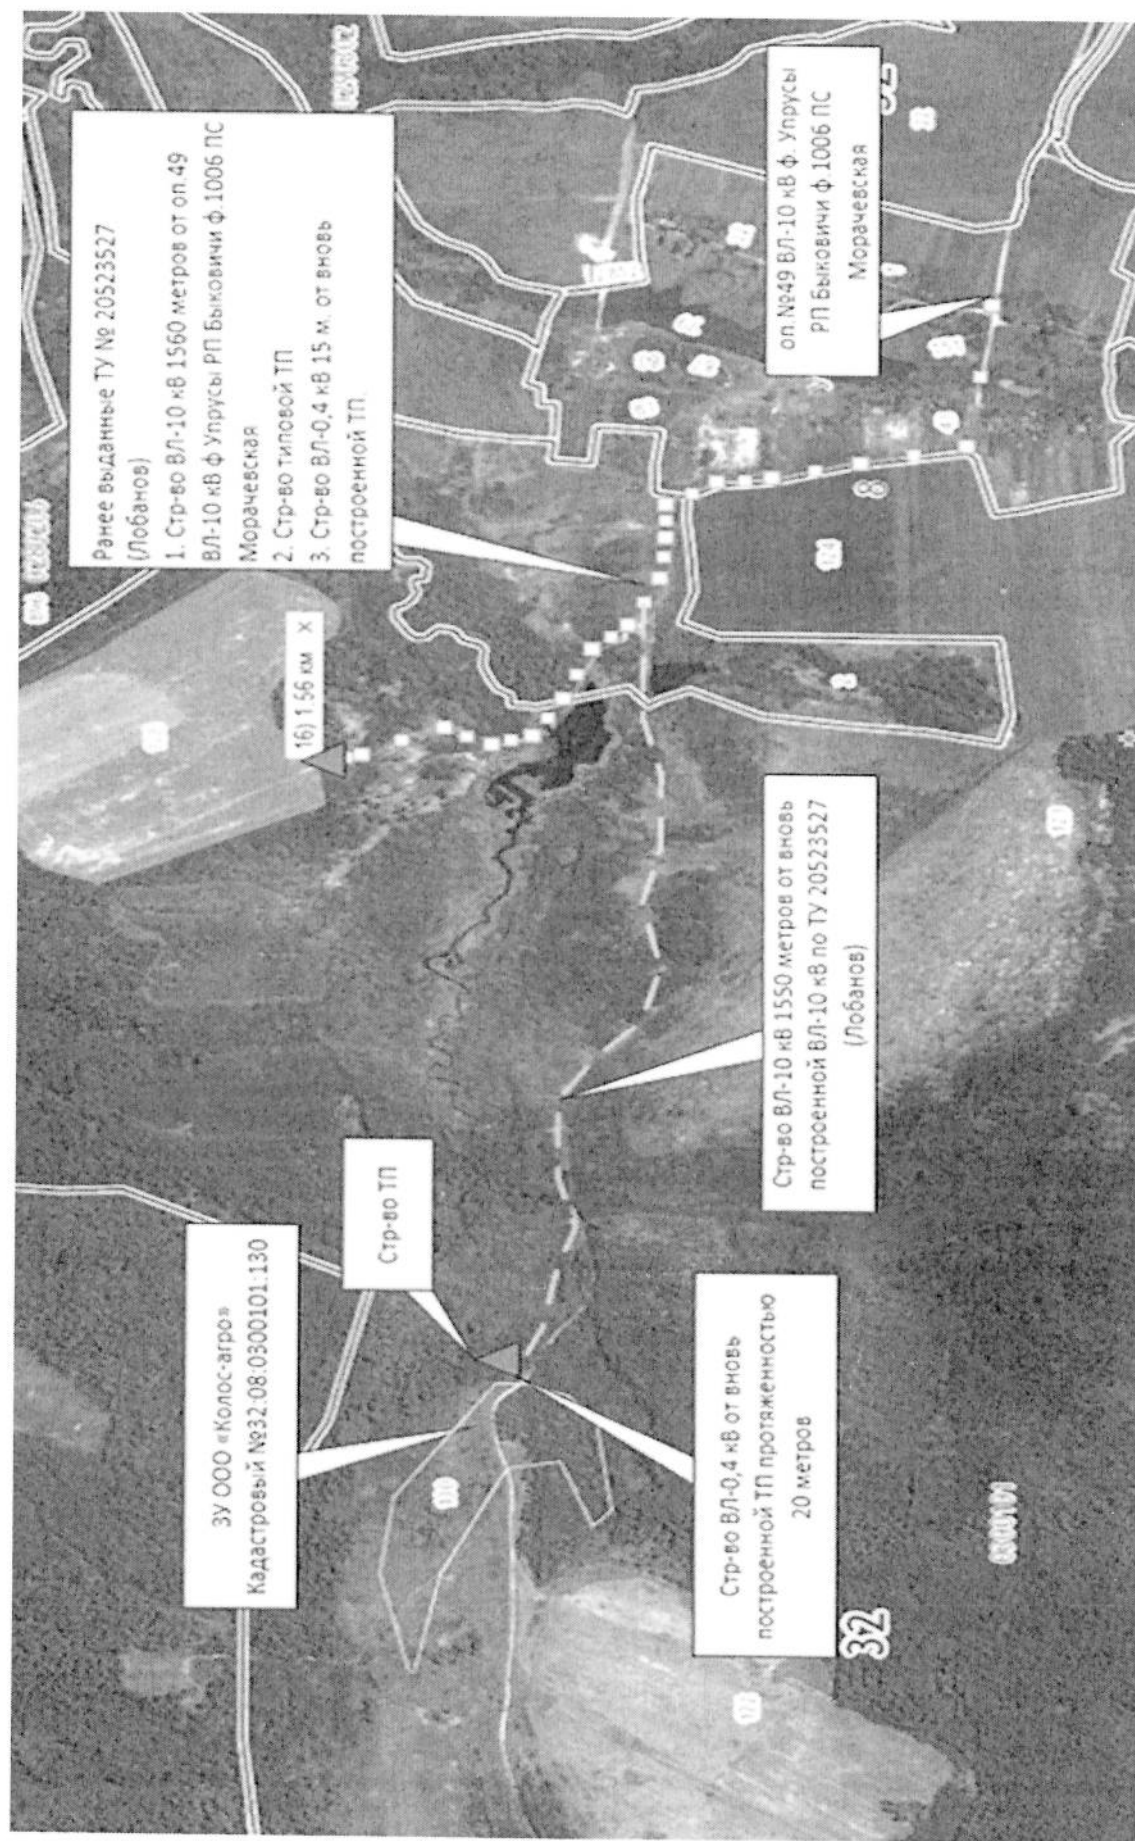 Ранее выданные ТУ № 20523527
(Лобанов)
1. Стр-во ВЛ-10 кВ 1560 метров от оп.49
ВЛ-10 кВ ф Упрусы РП Быковичи ф.1006 ПС
Морачевская
2. Стр-во типовой ТП
3. Стр-во ВЛ-0,4 кВ 15 м. от вновь
построенной ТП.
16) 1.56 км X
оп.№49 ВЛ-10 кВ ф. Упрусы
РП Быковичи ф.1006 ПС
Морачевская
ЗУ ООО «Колос-агро»
Кадастровый №32:08:0300101:130
Стр-во ТП
Стр-во ВЛ-10 кВ 1550 метров от вновь
построенной ВЛ-10 кВ по ТУ 20523527
(Лобанов)
Стр-во ВЛ-0,4 кВ от вновь
построенной ТП протяженностью
20 метров
130
124
8
32
0300101